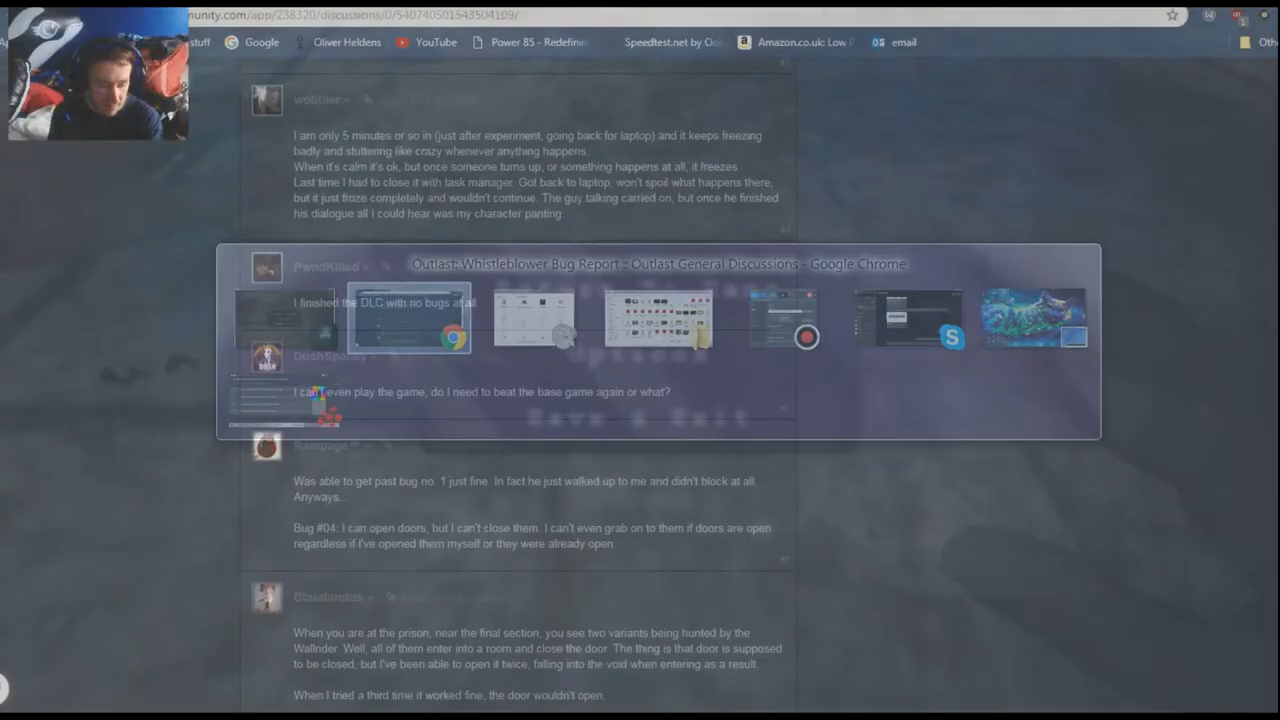 munity.com/app/238320/discussions/0/540740501543504109/
stuff
Google
Oliver Heldens
YouTube
Power 85 - Redefinin
Speedtest.net by Ook
Amazon.co.uk: Low P
email
Oth
wobbler
I am only 5 minutes or so in (just after experiment, going back for laptop) and it keeps freezing
badly and stuttering like crazy whenever anything happens.
When it's calm it's ok, but once someone turns up, or something happens at all, it freezes.
Last time I had to close it with task manager. Got back to laptop, won't spoil what happens there,
but it just froze completely and wouldn't continue. The guy talking carried on, but once he finished
his dialogue all I could hear was my character panting.
Outlast: Whistleblower Bug Report :: Outlast General Discussions - Google Chrome
PwndKilled
I finished the DLC with no bugs at all.
Options
DoshSpanky
I can't even play the game, do I need to beat the base game again or what?
Save & Exit
Rampage™
Was able to get past bug no. 1 just fine. In fact he just walked up to me and didn't block at all.
Anyways...
Bug #04: I can open doors, but I can't close them. I can't even grab on to them if doors are open
regardless if I've opened them myself or they were already open.
Claudandus
When you are at the prison, near the final section, you see two variants being hunted by the
Wallrider. Well, all of them enter into a room and close the door. The thing is that door is supposed
to be closed, but I've been able to open it twice, falling into the void when entering as a result.
When I tried a third time it worked fine, the door wouldn't open.